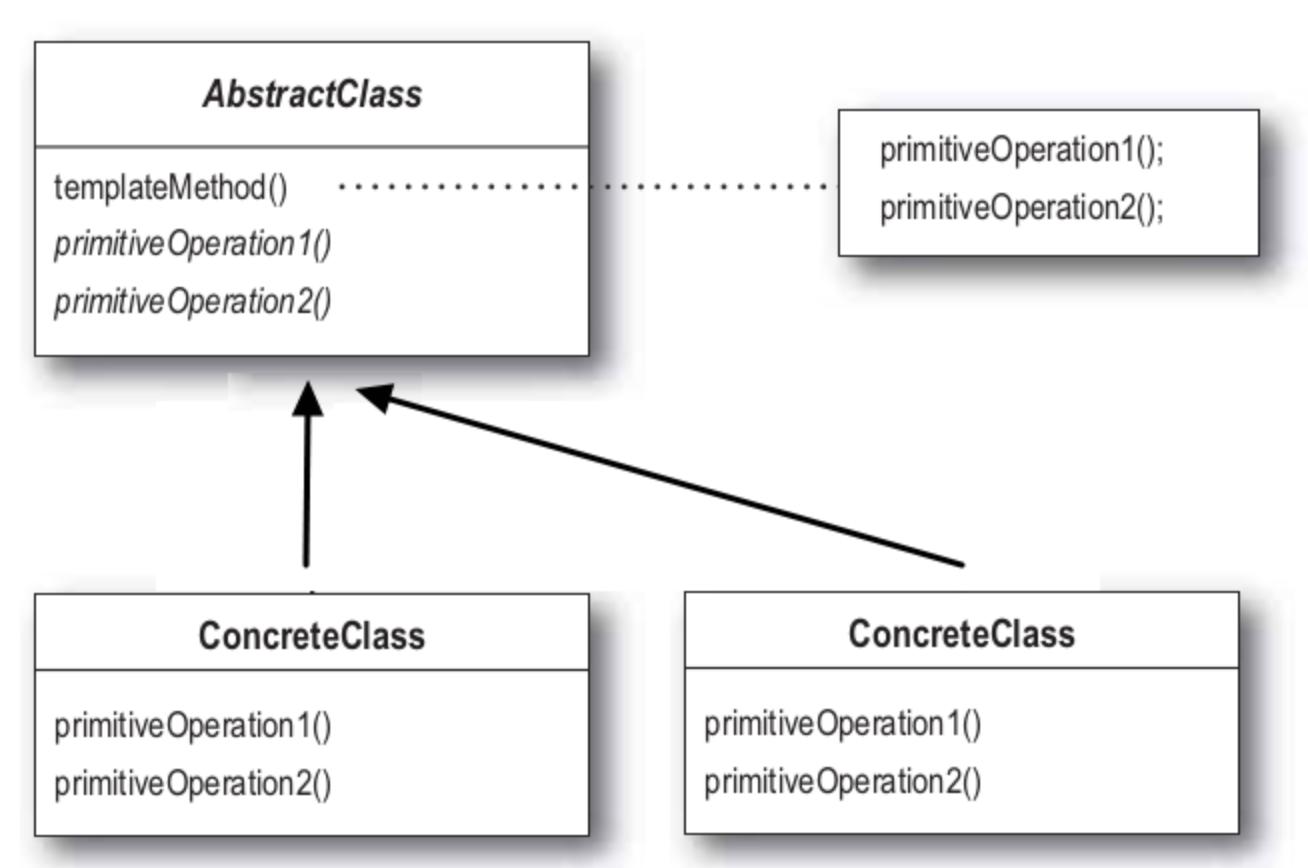 AbstractClass
templateMethod()
primitiveOperation1()
primitiveOperation2()
primitiveOperation1();
primitiveOperation2();
ConcreteClass
primitiveOperation1()
primitiveOperation2()
ConcreteClass
primitiveOperation1()
primitiveOperation2()